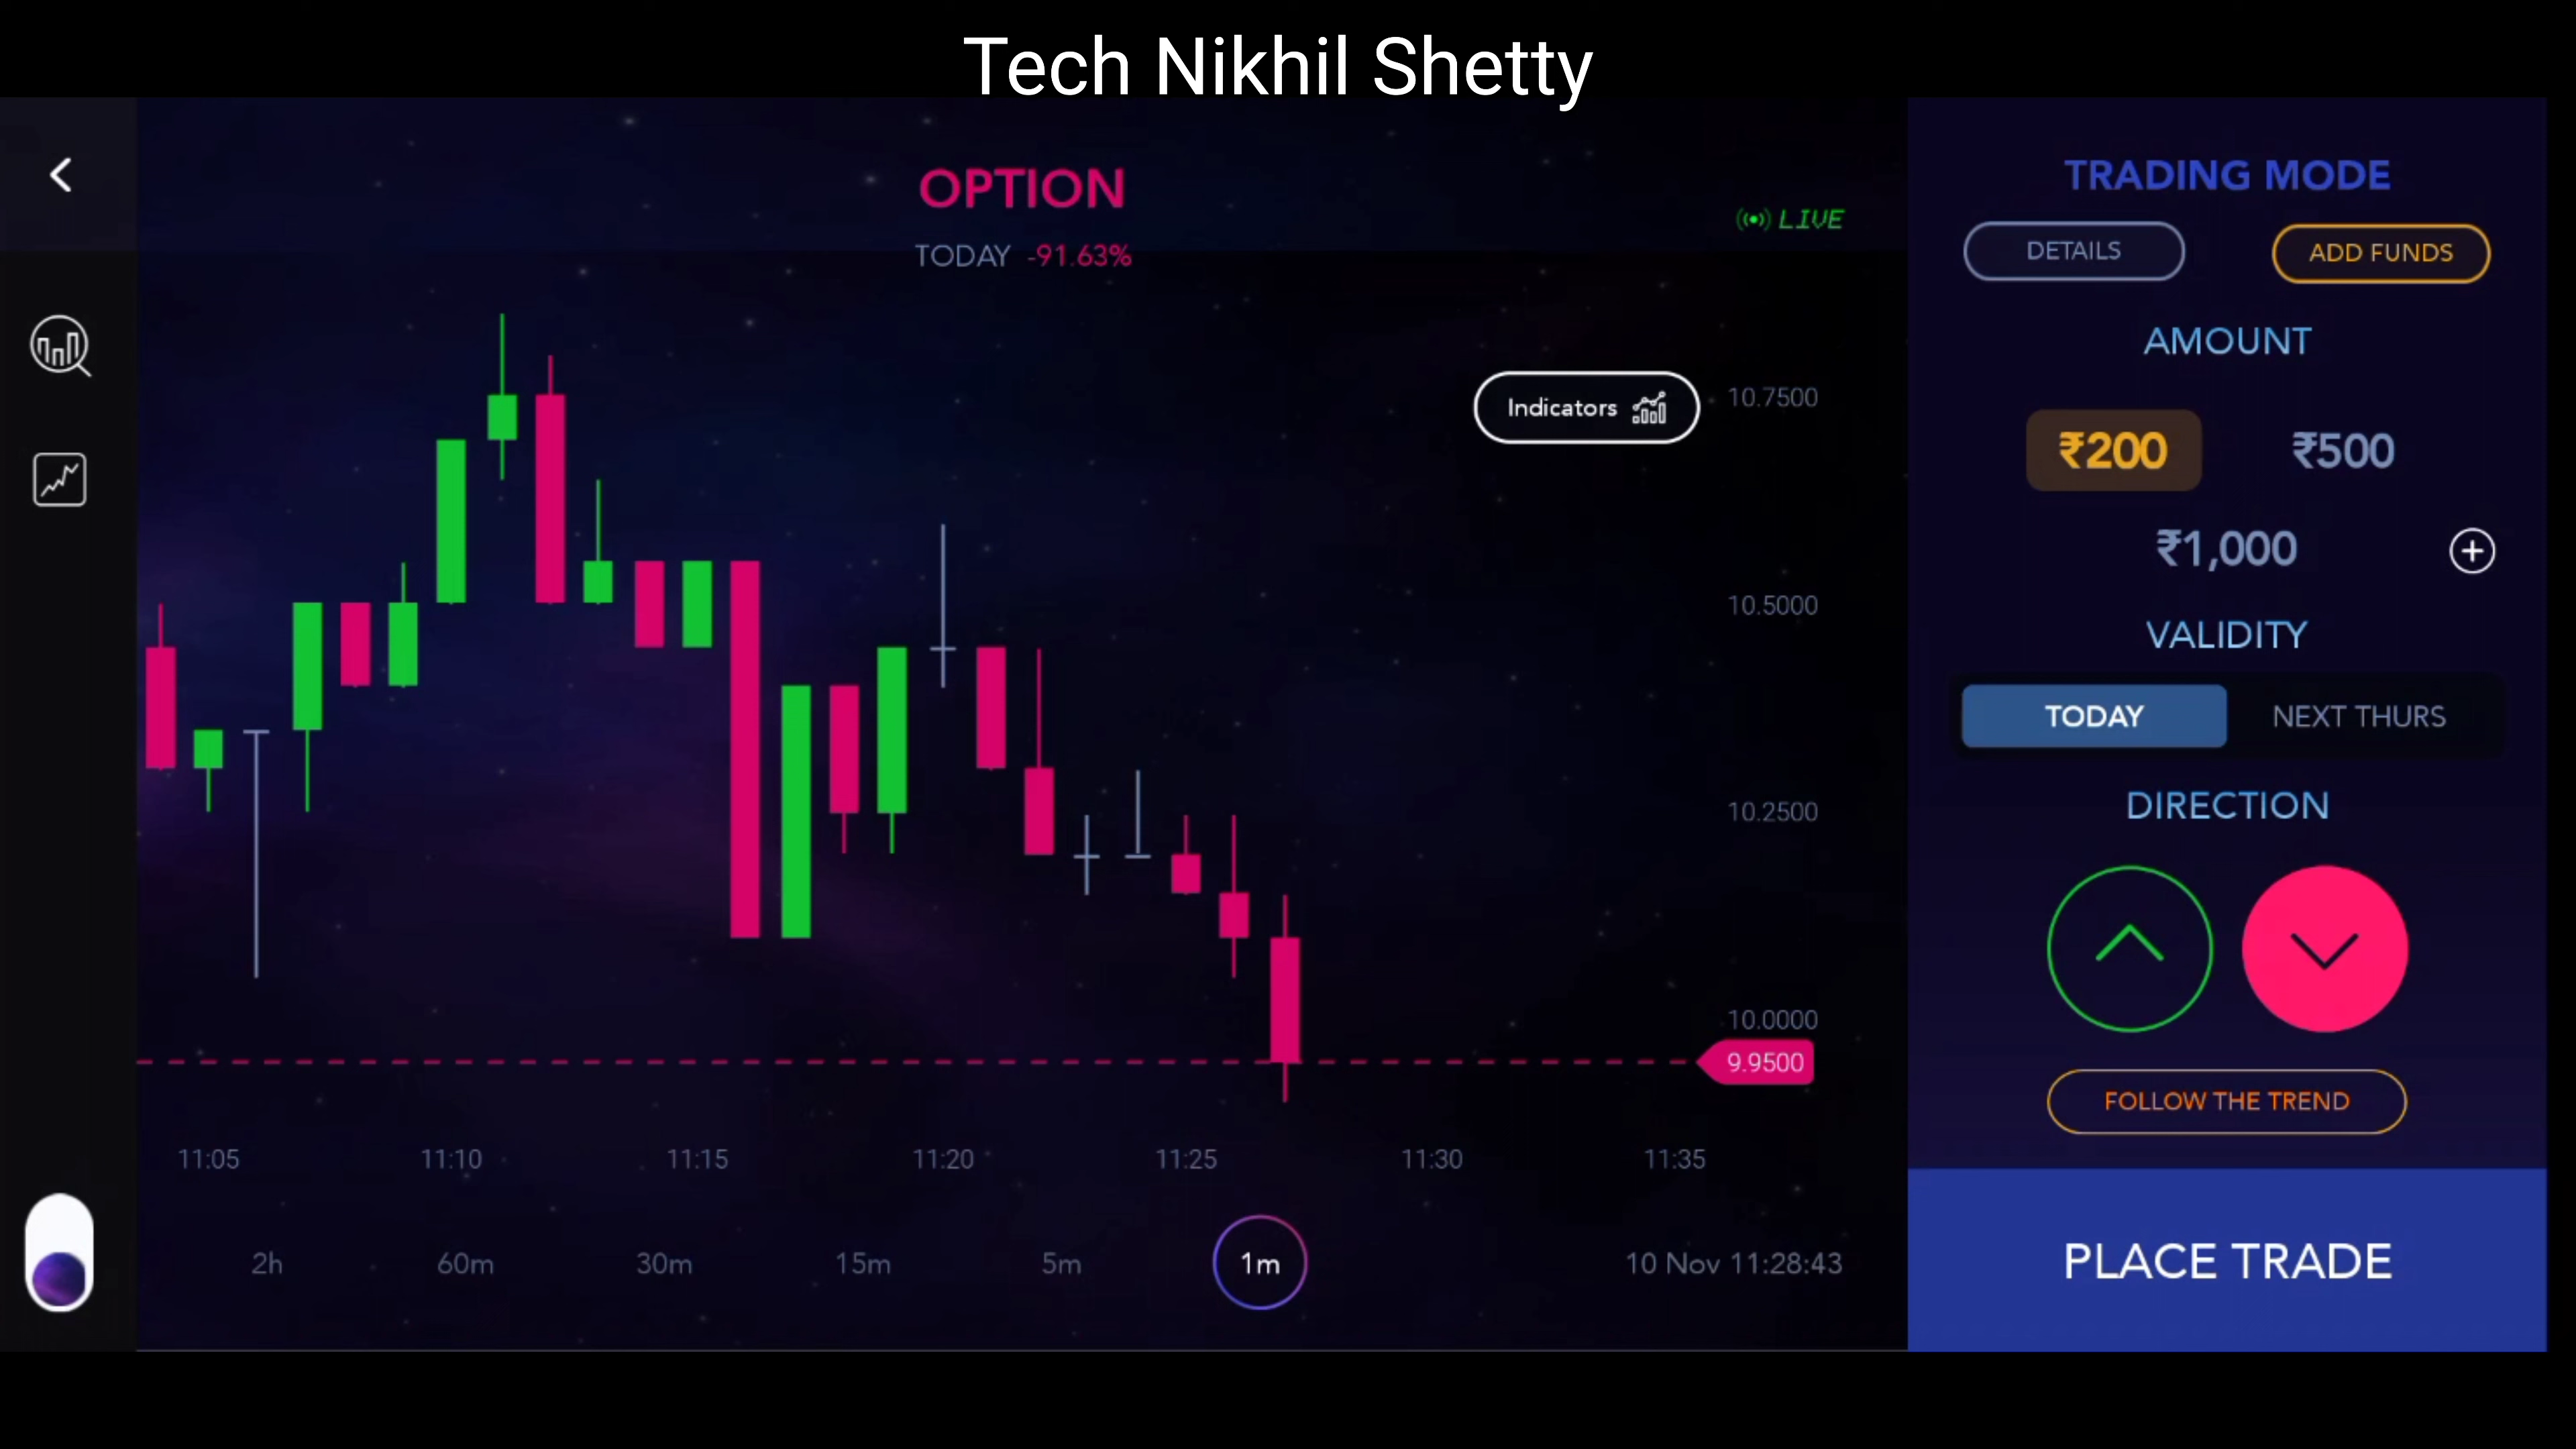 Tech Nikhil Shetty
OPTION
TODAY -91.63%
LIVE
Indicators
10.7500
10.5000
10.2500
10.0000
9.9500
11:05 11:10 11:15 11:20 11:25 11:30 11:35
2h 60m 30m 15m 5m 1m 10 Nov 11:28:43
TRADING MODE
DETAILS ADD FUNDS
AMOUNT
₹200 ₹500
₹1,000
VALIDITY
TODAY NEXT THURS
DIRECTION
FOLLOW THE TREND
PLACE TRADE